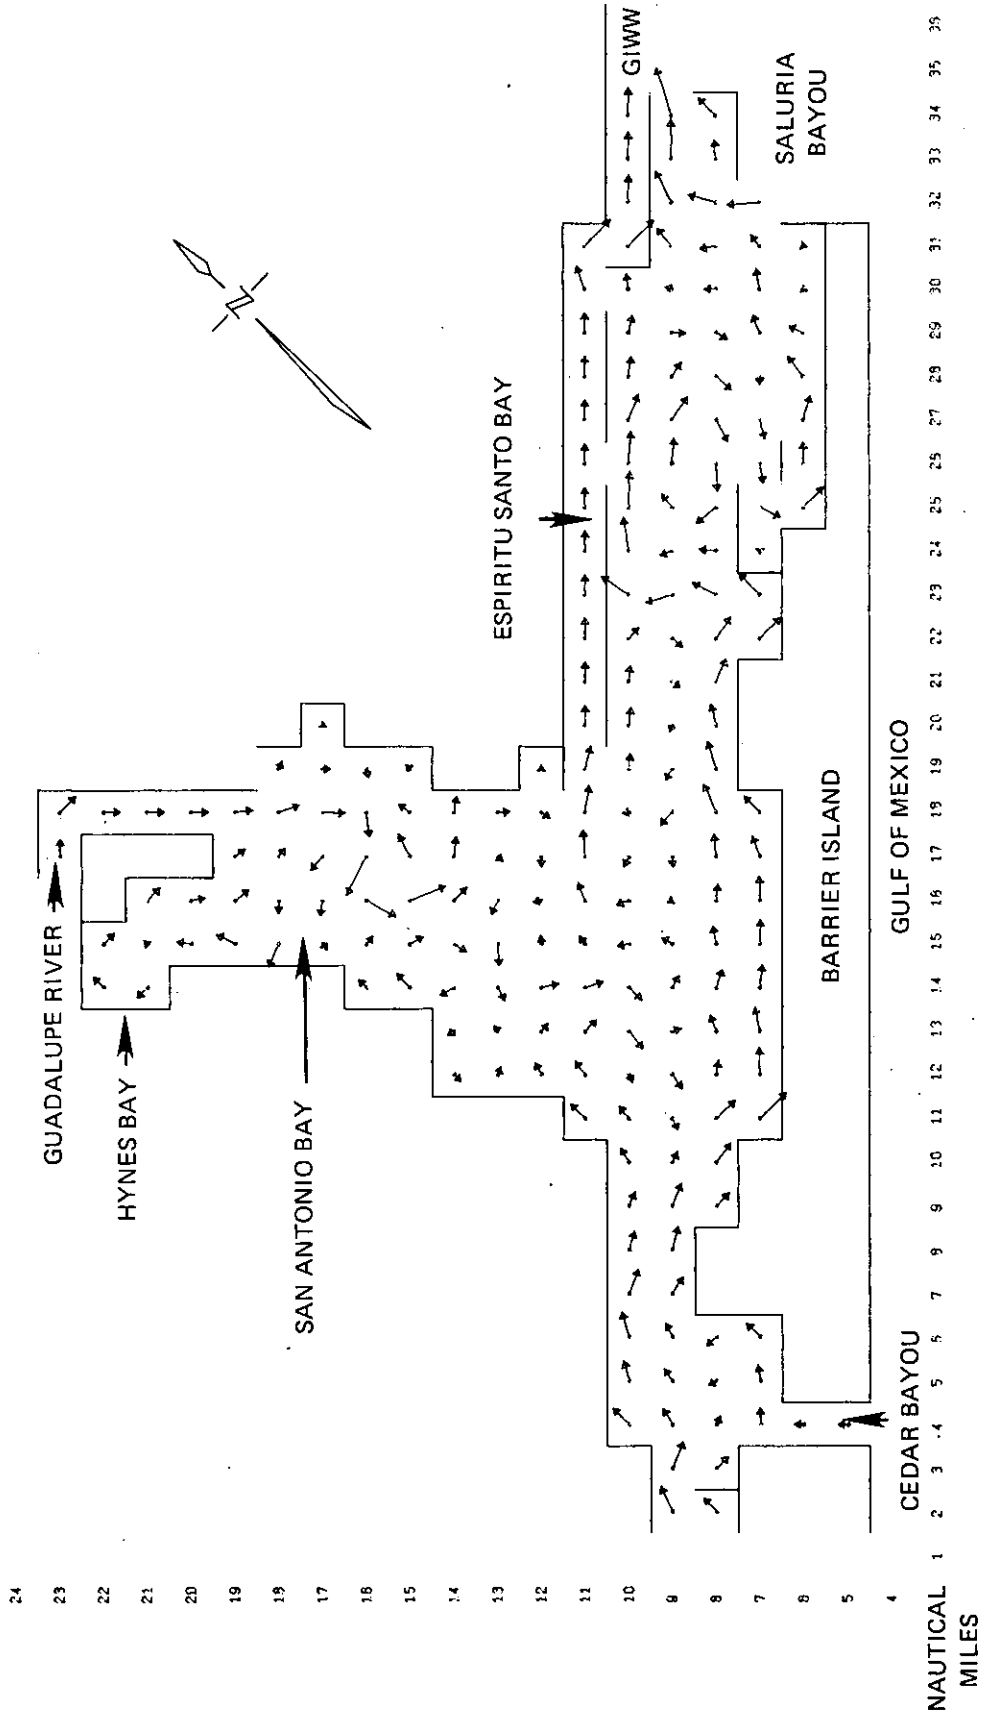 24
23
GUADALUPE RIVER
22
HYNES BAY
21
20
19
N
18
SAN ANTONIO BAY
17
16
15
14
13
ESPIRITU SANTO BAY
12
11
10
GIWW
9
8
7
SALURIA
BAYOU
6
BARRIER ISLAND
5
4
GULF OF MEXICO
CEDAR BAYOU
NAUTICAL
MILES
1 2 3 4 5 6 7 8 9 10 11 12 13 14 15 16 17 18 19 20 21 22 23 24 25 26 27 28 29 30 31 32 33 34 35 36